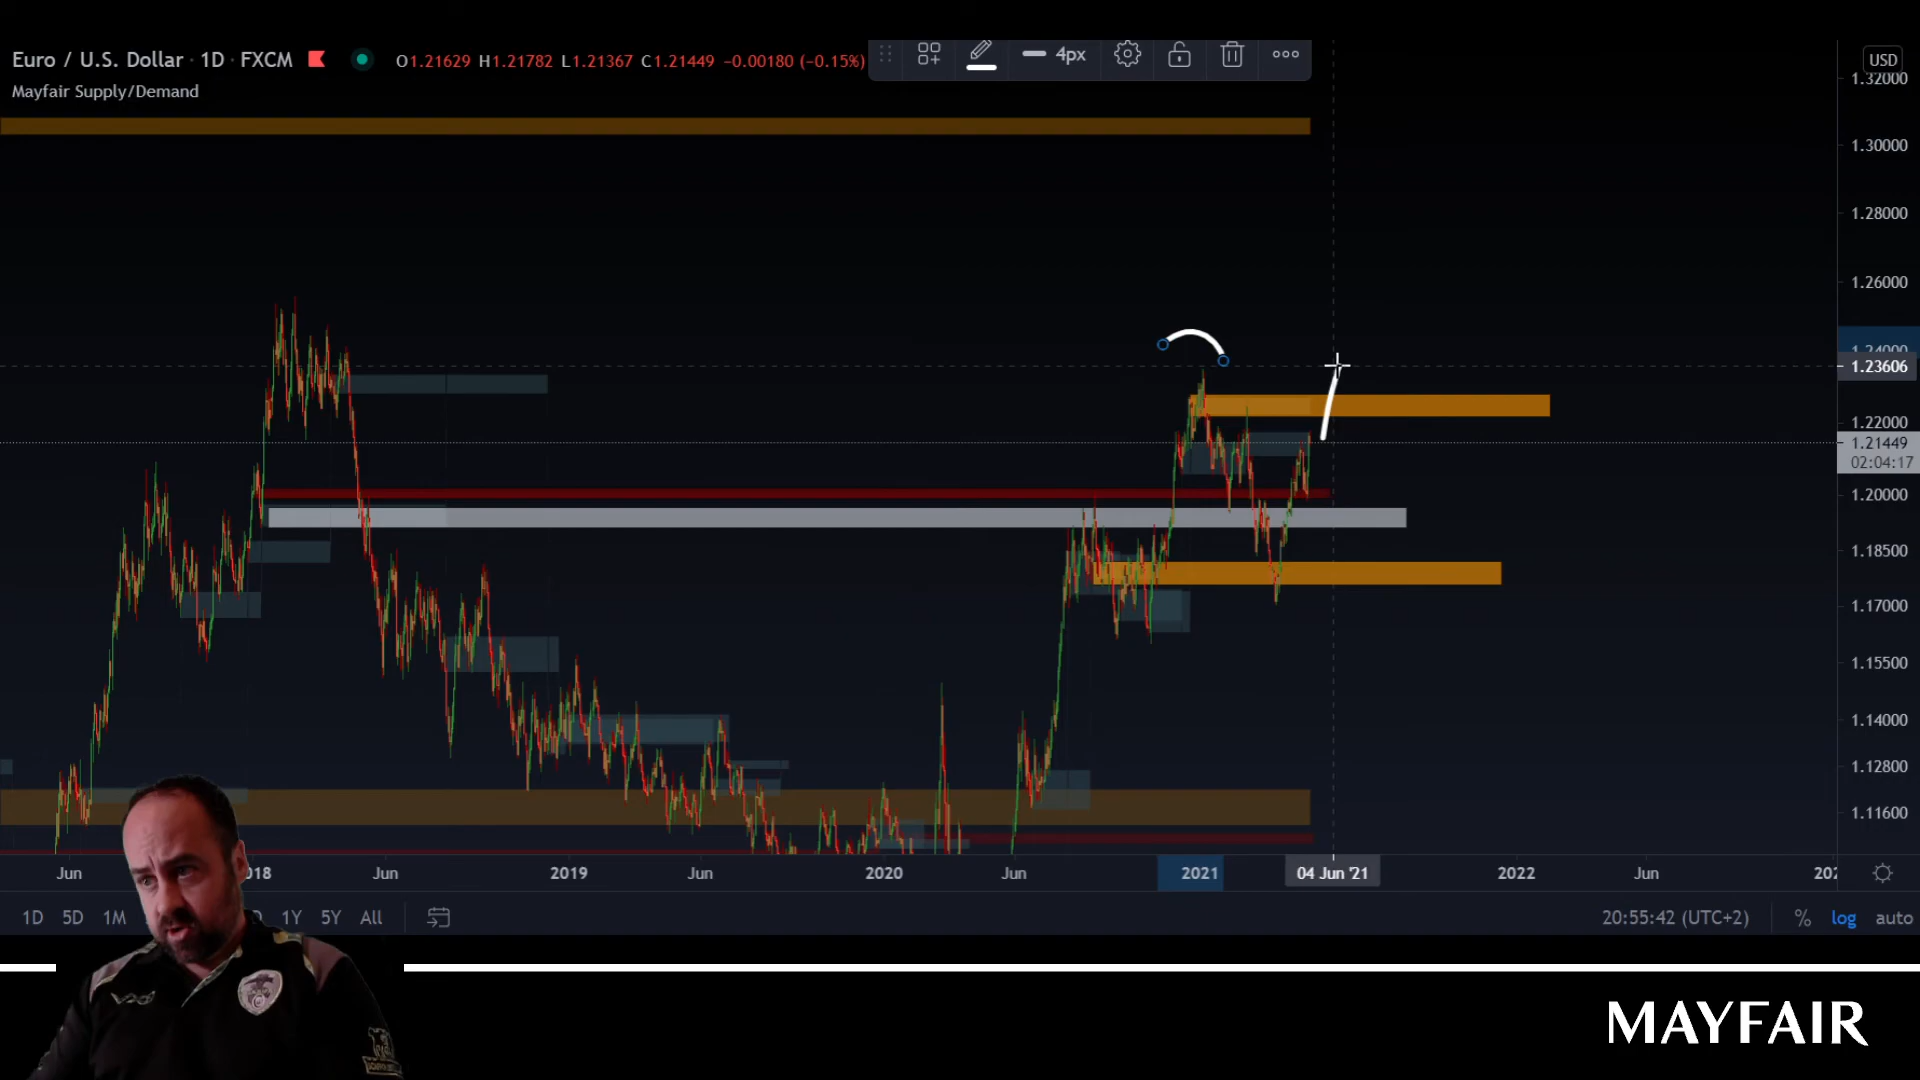 Euro / U.S. Dollar · 1D · FXCM
O1.21629 H1.21782 L1.21367 C1.21449 −0.00180 (−0.15%)
4px
USD
Mayfair Supply/Demand
1.32000
1.30000
1.28000
1.26000
1.24000
1.23606
1.22000
1.21449
02:04:17
1.20000
1.18500
1.17000
1.15500
1.14000
1.12800
1.11600
Jun 018 Jun 2019 Jun 2020 Jun 2021 04 Jun '21 2022 Jun 202
1D 5D 1M 1Y 5Y All
20:55:42 (UTC+2) % log auto
MAYFAIR